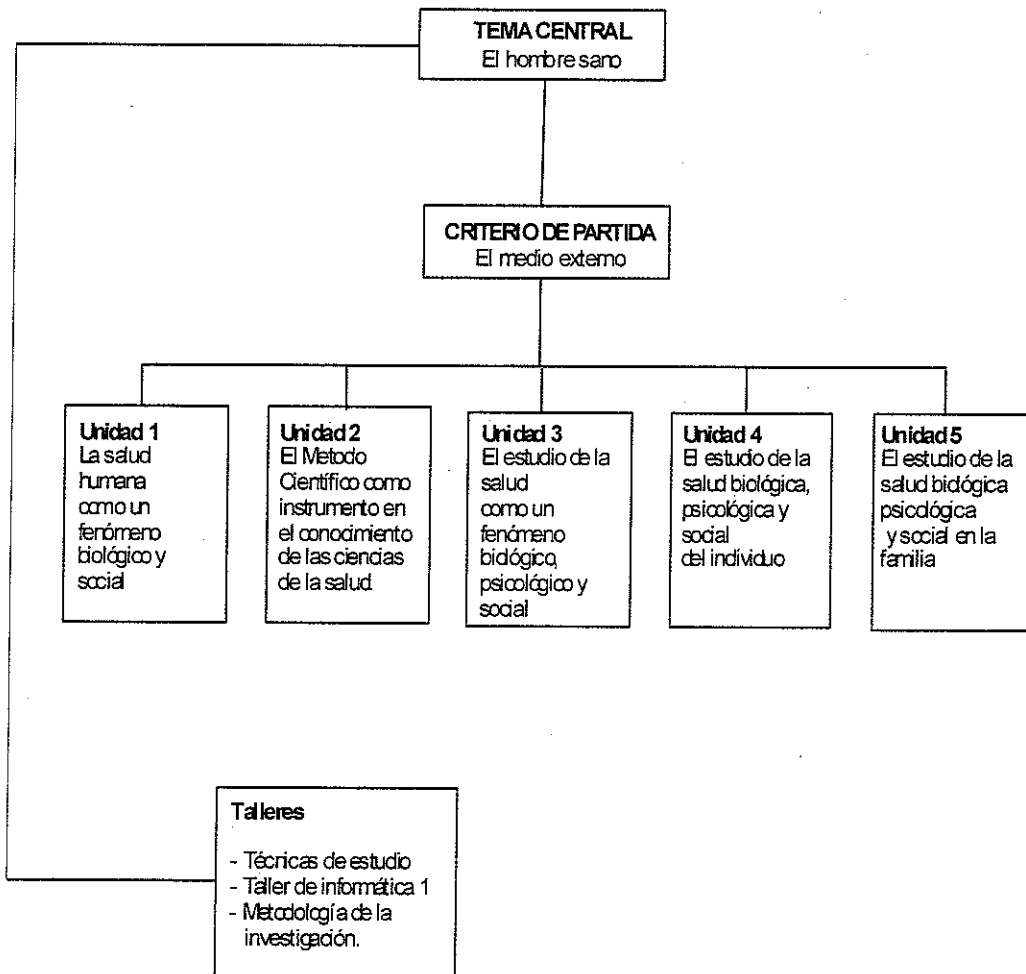 TEMA CENTRAL
El hombre sano
CRITERIO DE PARTIDA
El medio externo
Unidad 1
La salud
humana
como un
fenómeno
biológico y
social
Unidad 2
El Metodo
Científico como
instrumento en
el conocimiento
de las ciencias
de la salud.
Unidad 3
El estudio de la
salud
como un
fenómeno
biológico,
psicológico y
social
Unidad 4
El estudio de la
salud biológica,
psicológica y
social
del indivíduo
Unidad 5
El estudio de la
salud biológica
psicológica
y social en la
familia
Talleres
- Técnicas de estudio
- Taller de informática 1
- Metodología de la
investigación.